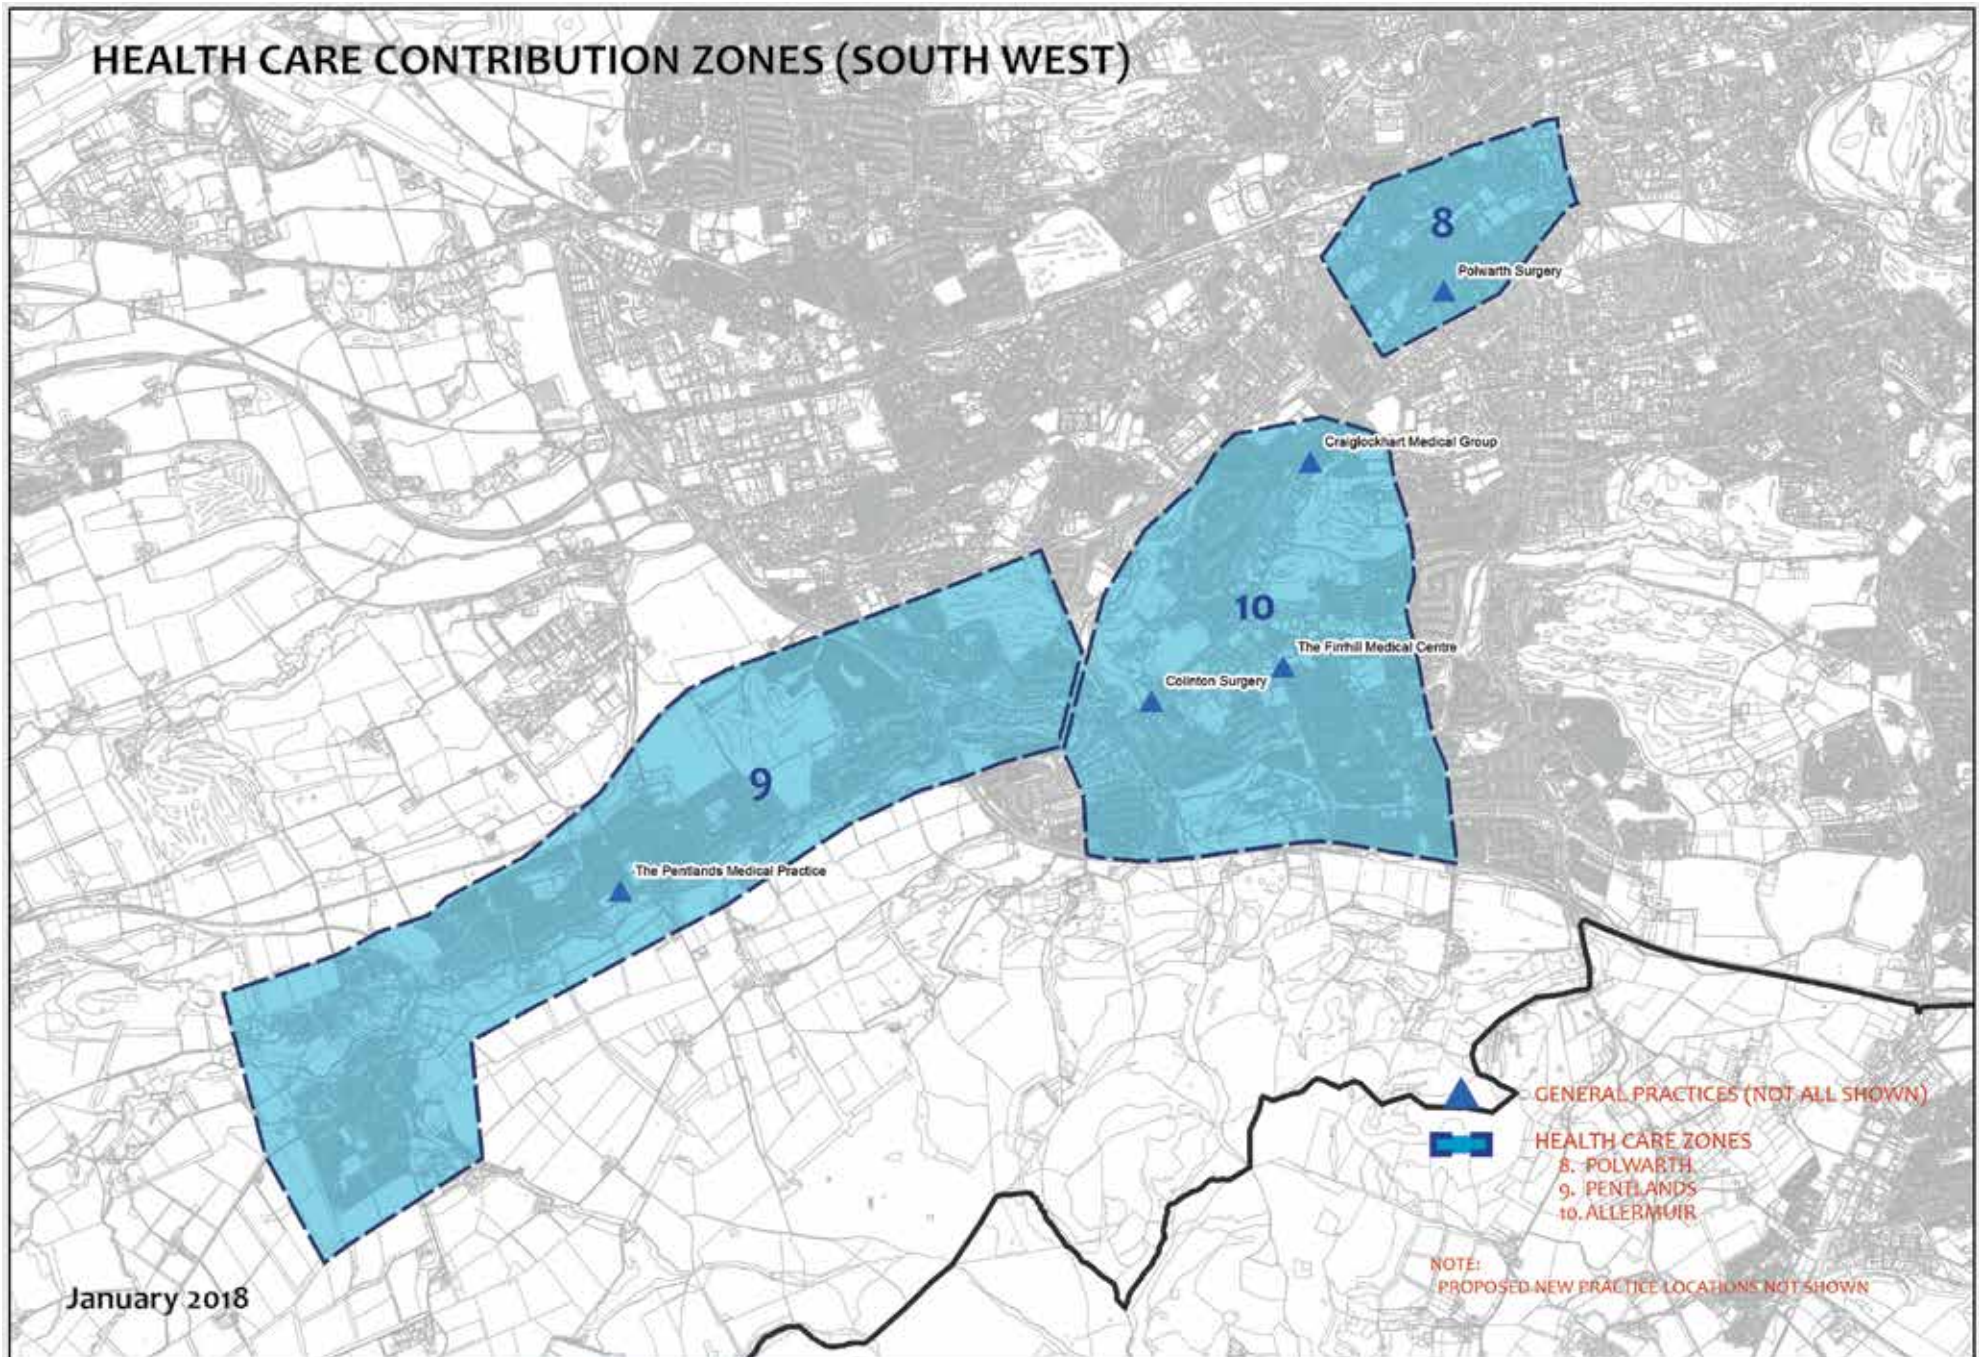 HEALTH CARE CONTRIBUTION ZONES (SOUTH WEST)
8
Polwarth Surgery
Craiglockhart Medical Group
10
The Firrhill Medical Centre
Colinton Surgery
9
The Pentlands Medical Practice
GENERAL PRACTICES (NOT ALL SHOWN)
HEALTH CARE ZONES
8. POLWARTH
9. PENTLANDS
10. ALLERMUIR
NOTE:
PROPOSED NEW PRACTICE LOCATIONS NOT SHOWN
January 2018